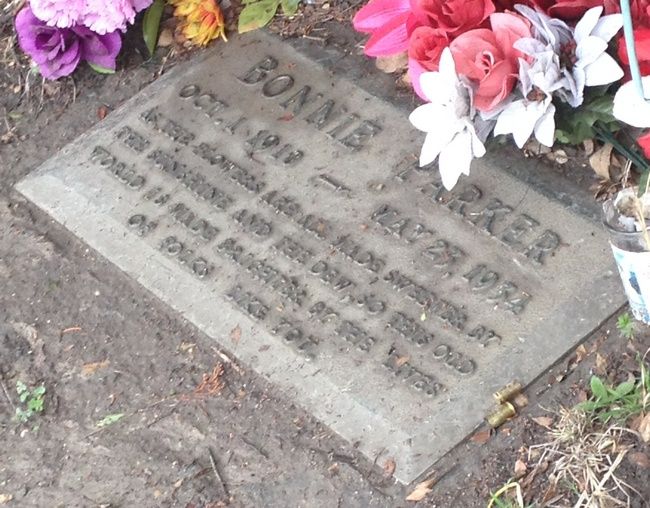 BONNIE PARKER
OCT. 1, 1910 — MAY 23, 1934
AS THE FLOWERS ARE ALL MADE SWEETER BY
THE SUNSHINE AND THE DEW, SO THIS OLD
WORLD IS MADE BRIGHTER BY THE LIVES
OF FOLKS LIKE YOU